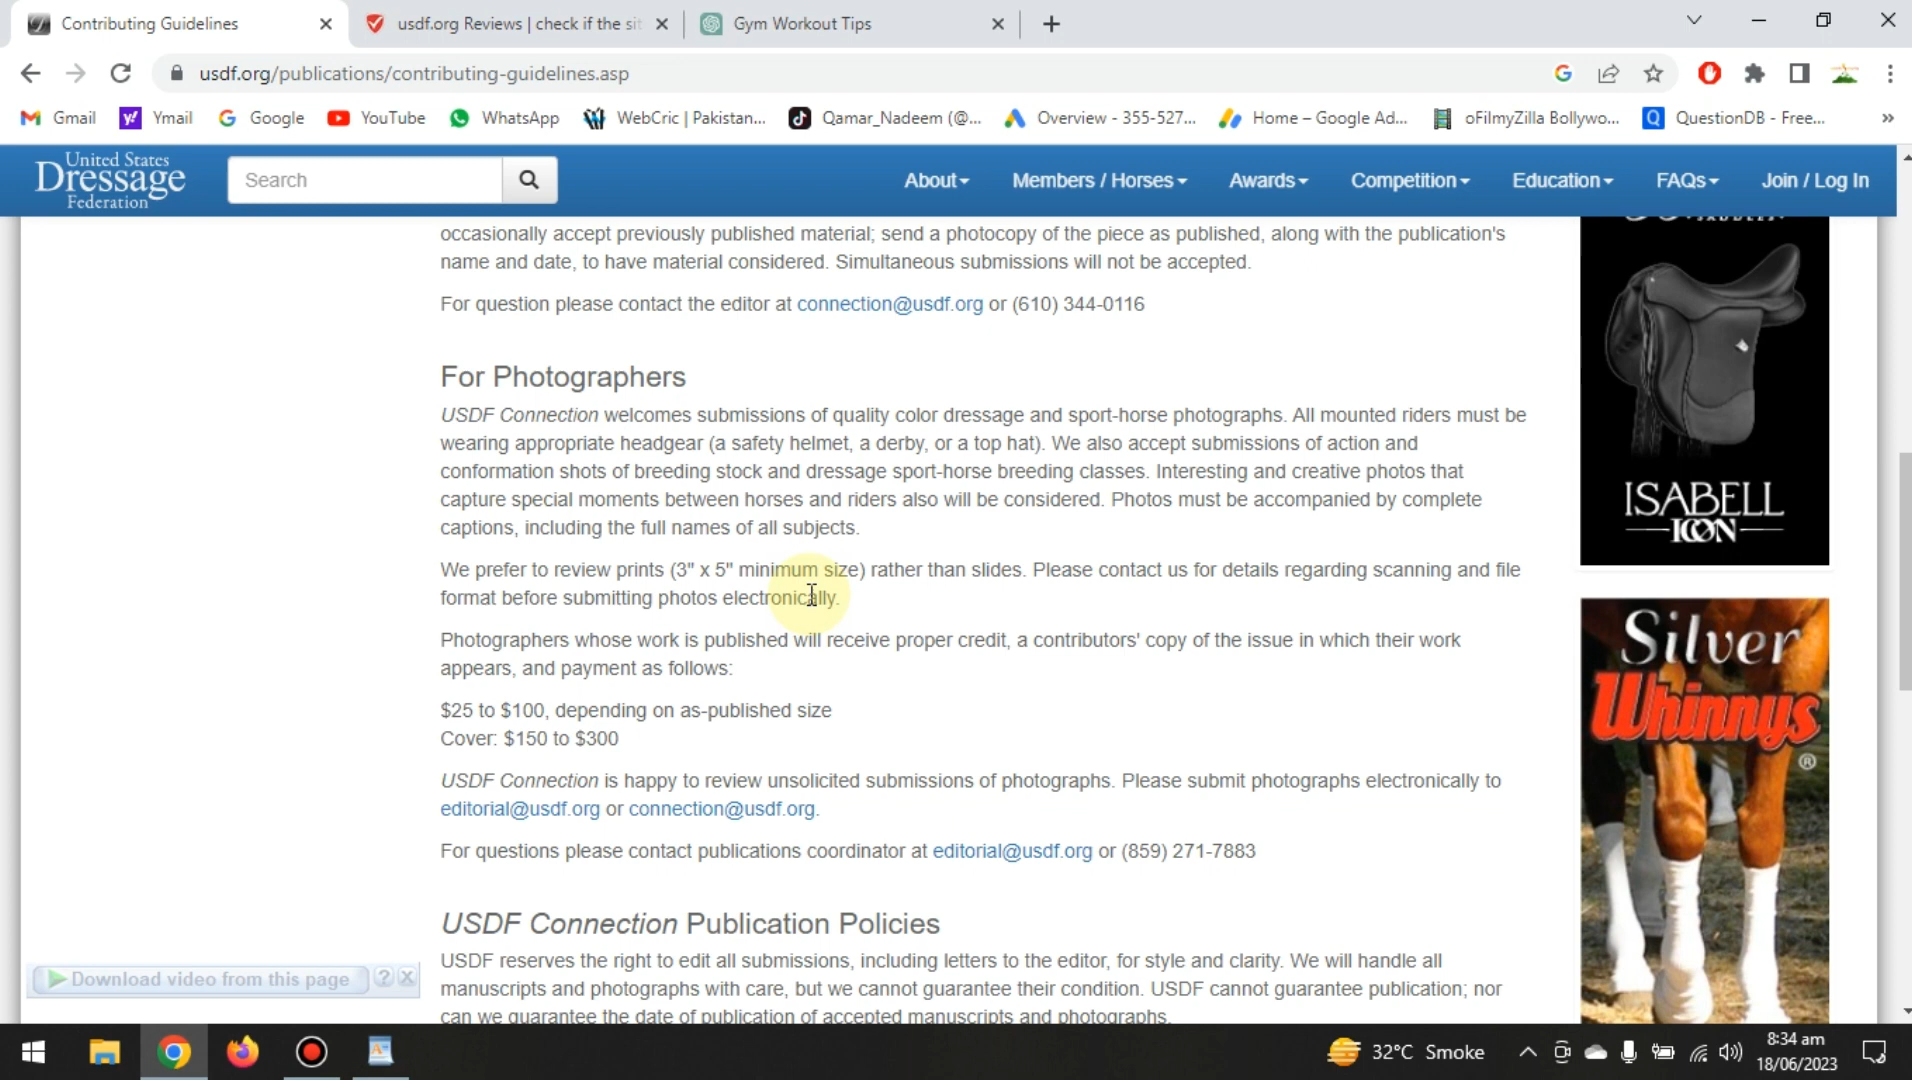 Contributing Guidelines
usdf.org Reviews | check if the sit
Gym Workout Tips
usdf.org/publications/contributing-guidelines.asp
Gmail Ymail Google YouTube WhatsApp WebCric | Pakistan... Qamar_Nadeem (@... Overview - 355-527... Home – Google Ad... oFilmyZilla Bollywo... QuestionDB - Free... »
United States
Dressage
Federation
Search
About Members / Horses Awards Competition Education FAQs Join / Log In
occasionally accept previously published material; send a photocopy of the piece as published, along with the publication's
name and date, to have material considered. Simultaneous submissions will not be accepted.
For question please contact the editor at connection@usdf.org or (610) 344-0116
For Photographers
USDF Connection welcomes submissions of quality color dressage and sport-horse photographs. All mounted riders must be
wearing appropriate headgear (a safety helmet, a derby, or a top hat). We also accept submissions of action and
conformation shots of breeding stock and dressage sport-horse breeding classes. Interesting and creative photos that
capture special moments between horses and riders also will be considered. Photos must be accompanied by complete
captions, including the full names of all subjects.
We prefer to review prints (3" x 5" minimum size) rather than slides. Please contact us for details regarding scanning and file
format before submitting photos electronically.
Photographers whose work is published will receive proper credit, a contributors' copy of the issue in which their work
appears, and payment as follows:
$25 to $100, depending on as-published size
Cover: $150 to $300
USDF Connection is happy to review unsolicited submissions of photographs. Please submit photographs electronically to
editorial@usdf.org or connection@usdf.org.
For questions please contact publications coordinator at editorial@usdf.org or (859) 271-7883
USDF Connection Publication Policies
USDF reserves the right to edit all submissions, including letters to the editor, for style and clarity. We will handle all
manuscripts and photographs with care, but we cannot guarantee their condition. USDF cannot guarantee publication; nor
can we guarantee the date of publication of accepted manuscripts and photographs.
ISABELL
ICON
Silver
Whinnys
®
Download video from this page ?
32°C Smoke
8:34 am
18/06/2023